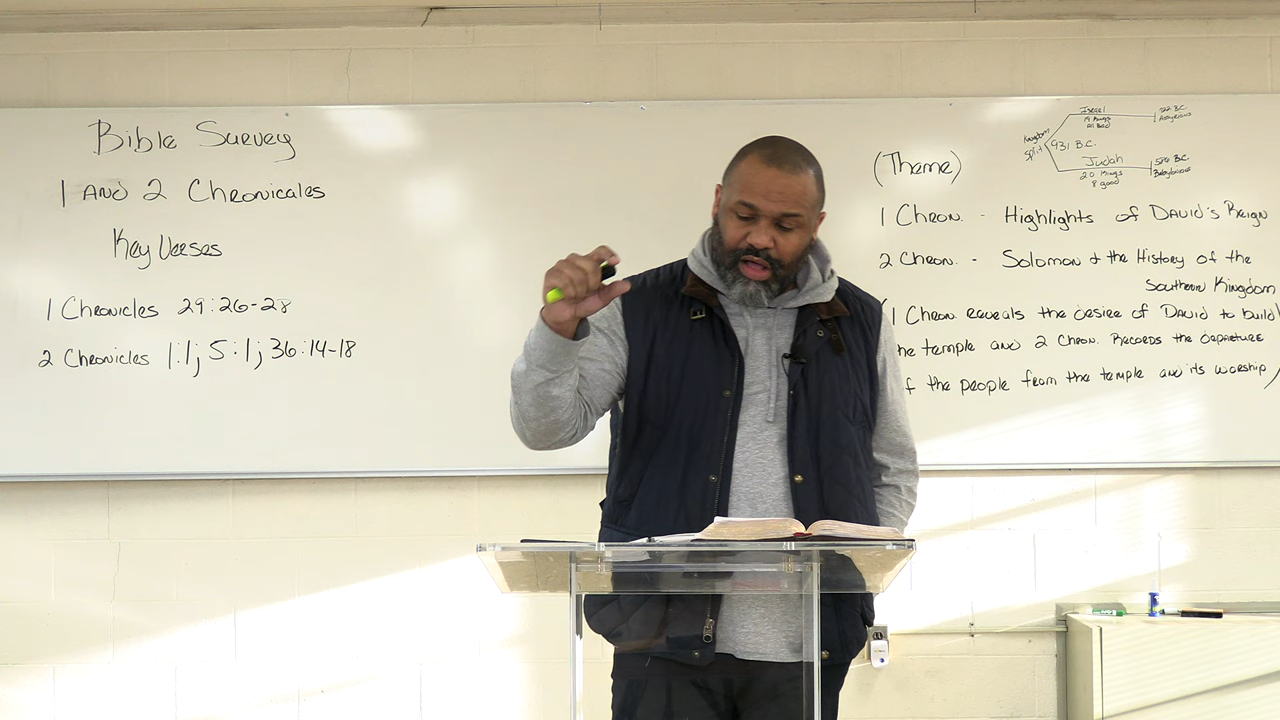 Bible Survey
1 AND 2 Chronicales
Key Verses
1 Chronicles 29:26-28
2 Chronicles 1:1; 5:1; 36:14-18
(Theme)
Kingdom
Split
931 B.C.
Israel
19 Kings
All Bad
722 B.C.
Assyrians
Judah
20 Kings
8 good
586 B.C.
Babylonians
1 Chron. - Highlights of David's Reign
2 Chron. - Solomon & the History of the
Southern Kingdom
(1 Chron reveals the desire of David to build
the temple and 2 Chron. Records the departure
of the people from the temple and its worship)